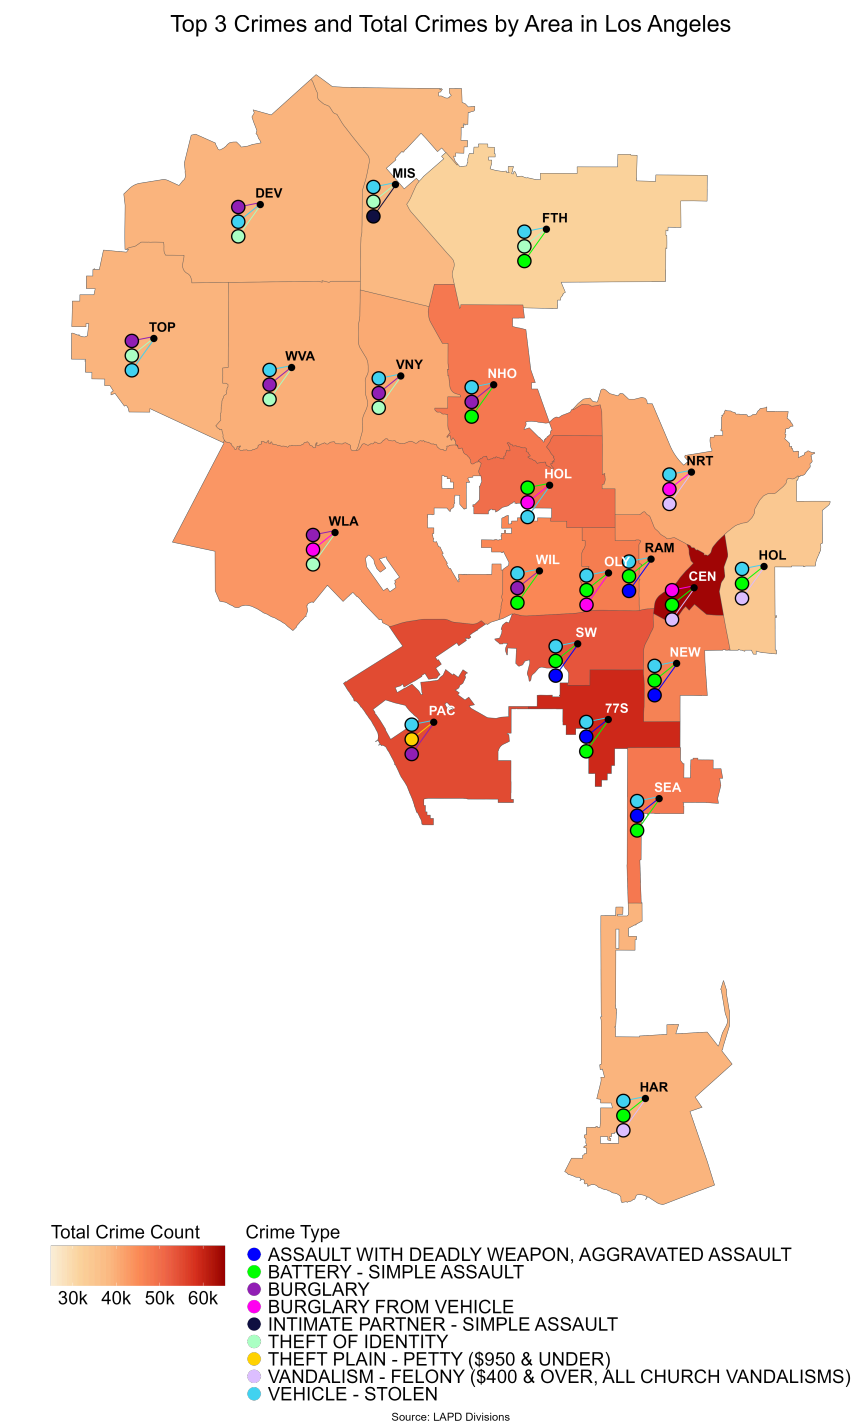 Top 3 Crimes and Total Crimes by Area in Los Angeles
MIS
DEV
FTH
TOP
WVA
VNY
NHO
NRT
HOL
WLA
RAM
HOL
WIL
OLY
CEN
SW
NEW
77S
PAC
SEA
HAR
Total Crime Count
30k 40k 50k 60k
Crime Type
ASSAULT WITH DEADLY WEAPON, AGGRAVATED ASSAULT
BATTERY - SIMPLE ASSAULT
BURGLARY
BURGLARY FROM VEHICLE
INTIMATE PARTNER - SIMPLE ASSAULT
THEFT OF IDENTITY
THEFT PLAIN - PETTY ($950 & UNDER)
VANDALISM - FELONY ($400 & OVER, ALL CHURCH VANDALISMS)
VEHICLE - STOLEN
Source: LAPD Divisions